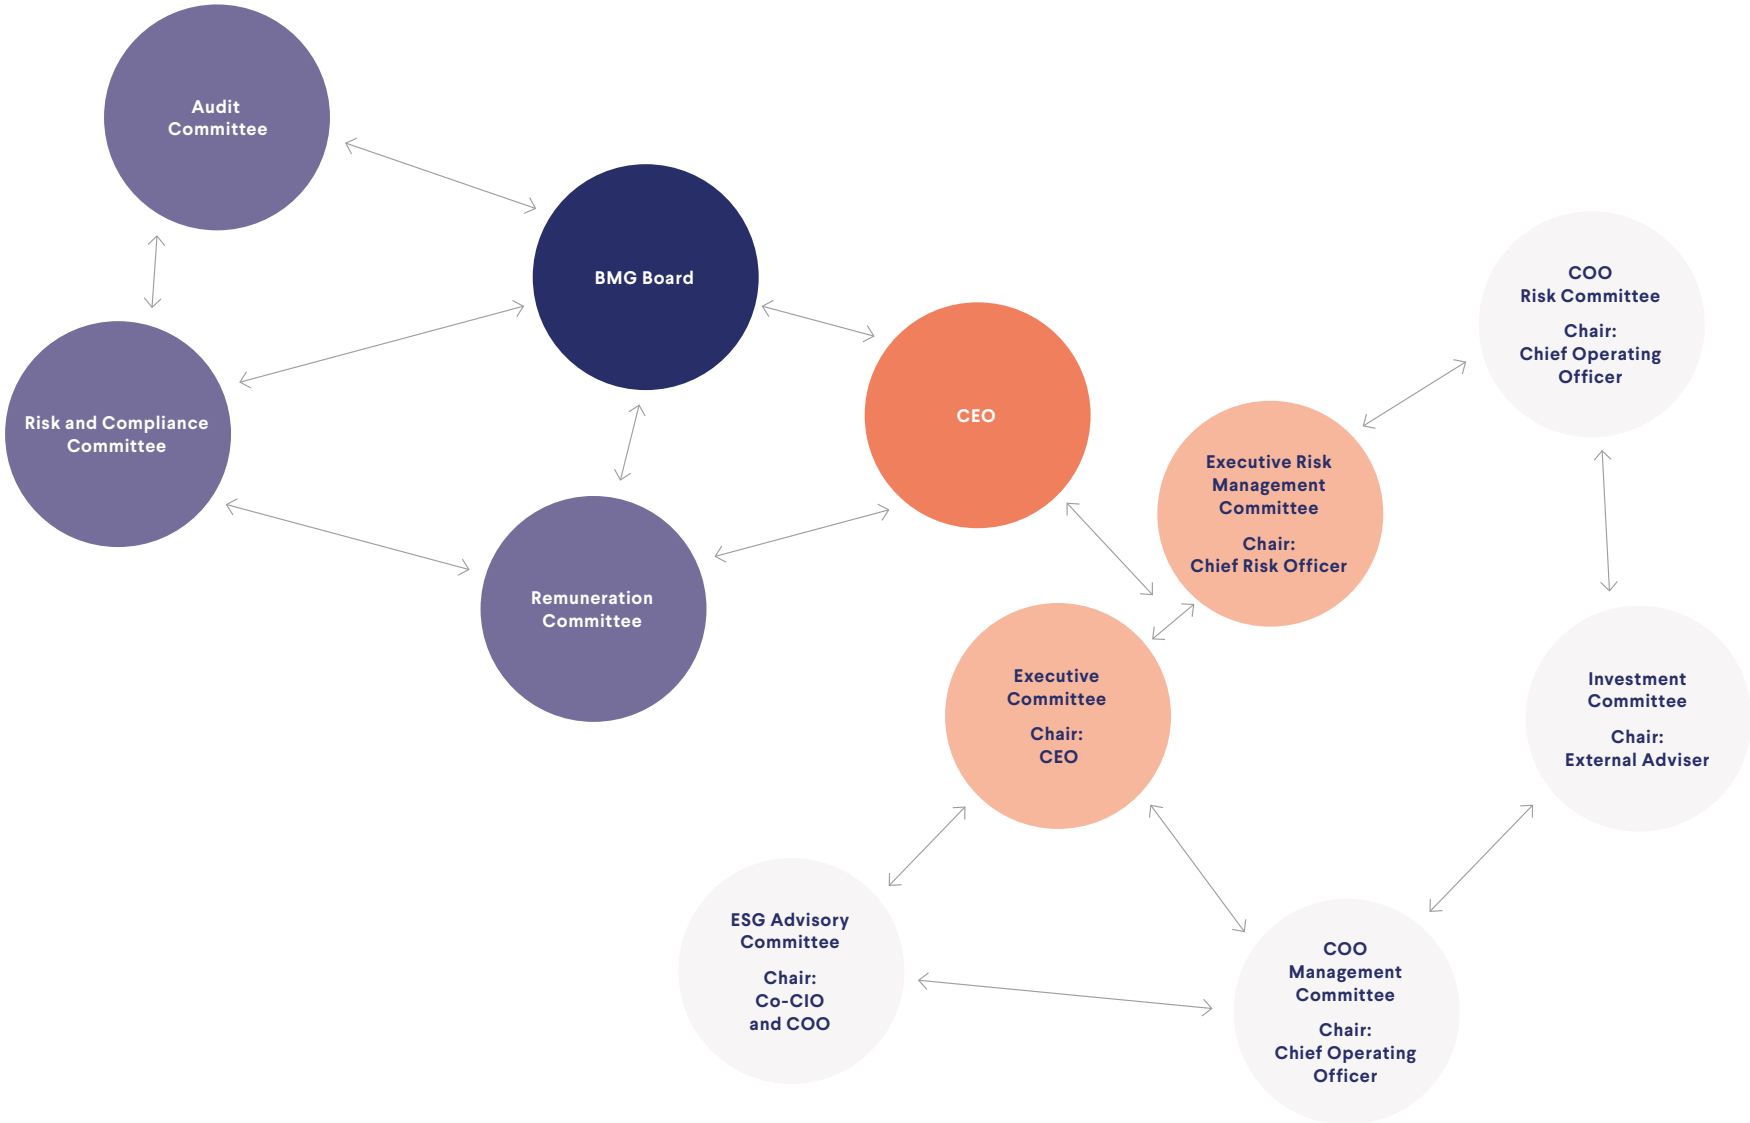 Audit
Committee
BMG Board
Risk and Compliance
Committee
CEO
Remuneration
Committee
COO
Risk Committee
Chair:
Chief Operating
Officer
Executive Risk
Management
Committee
Chair:
Chief Risk Officer
Executive
Committee
Chair:
CEO
Investment
Committee
Chair:
External Adviser
ESG Advisory
Committee
Chair:
Co-CIO
and COO
COO
Management
Committee
Chair:
Chief Operating
Officer